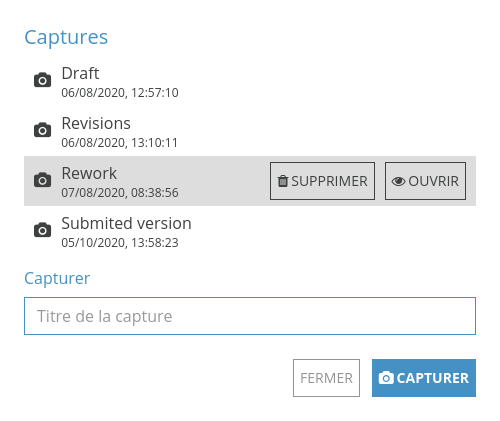 Captures
Draft
06/08/2020, 12:57:10
Revisions
06/08/2020, 13:10:11
Rework
07/08/2020, 08:38:56
SUPPRIMER
OUVRIR
Submited version
05/10/2020, 13:58:23
Capturer
Titre de la capture
FERMER
CAPTURER